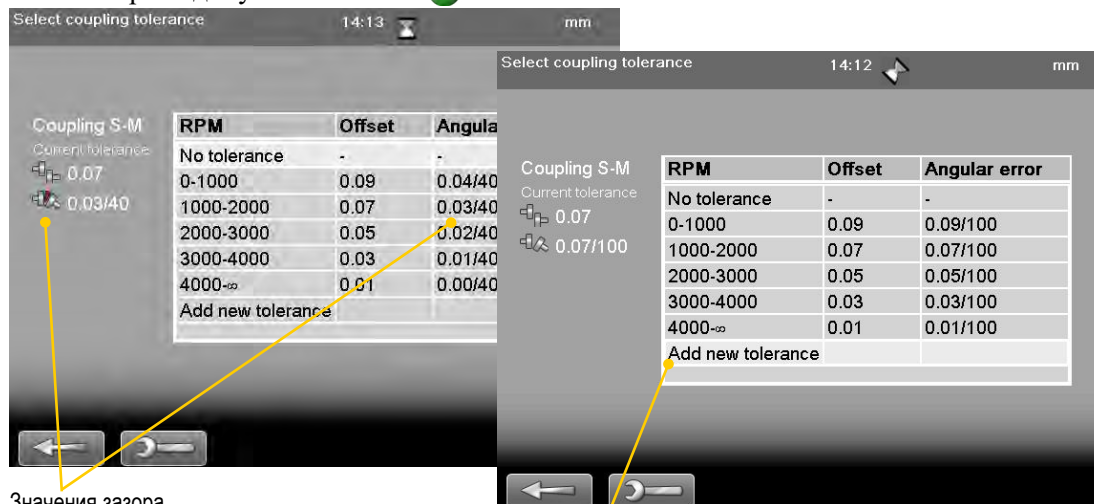 Select coupling tolerance 14:13 mm
Coupling S-M
Current tolerance
0.07
0.03/40
RPM Offset Angula
No tolerance - -
0-1000 0.09 0.04/40
1000-2000 0.07 0.03/40
2000-3000 0.05 0.02/40
3000-4000 0.03 0.01/40
4000-∞ 0.01 0.00/40
Add new tolerance
Значения зазора
Select coupling tolerance 14:12 mm
Coupling S-M
Current tolerance
0.07
0.07/100
RPM Offset Angular error
No tolerance - -
0-1000 0.09 0.09/100
1000-2000 0.07 0.07/100
2000-3000 0.05 0.05/100
3000-4000 0.03 0.03/100
4000-∞ 0.01 0.01/100
Add new tolerance